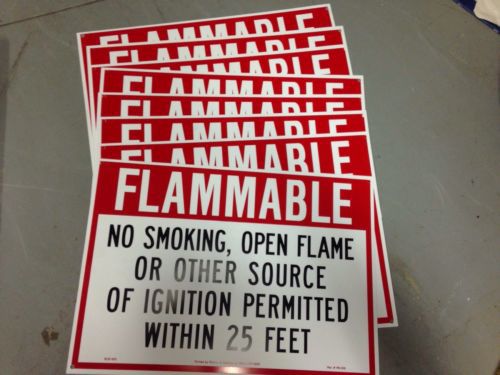 FLAMMABLE
FLAMMABLE
FLAMMABLE
FLAMMABLE
FLAMMABLE
FLAMMABLE
FLAMMABLE
FLAMMABLE
NO SMOKING, OPEN FLAME
OR OTHER SOURCE
OF IGNITION PERMITTED
WITHIN 25 FEET